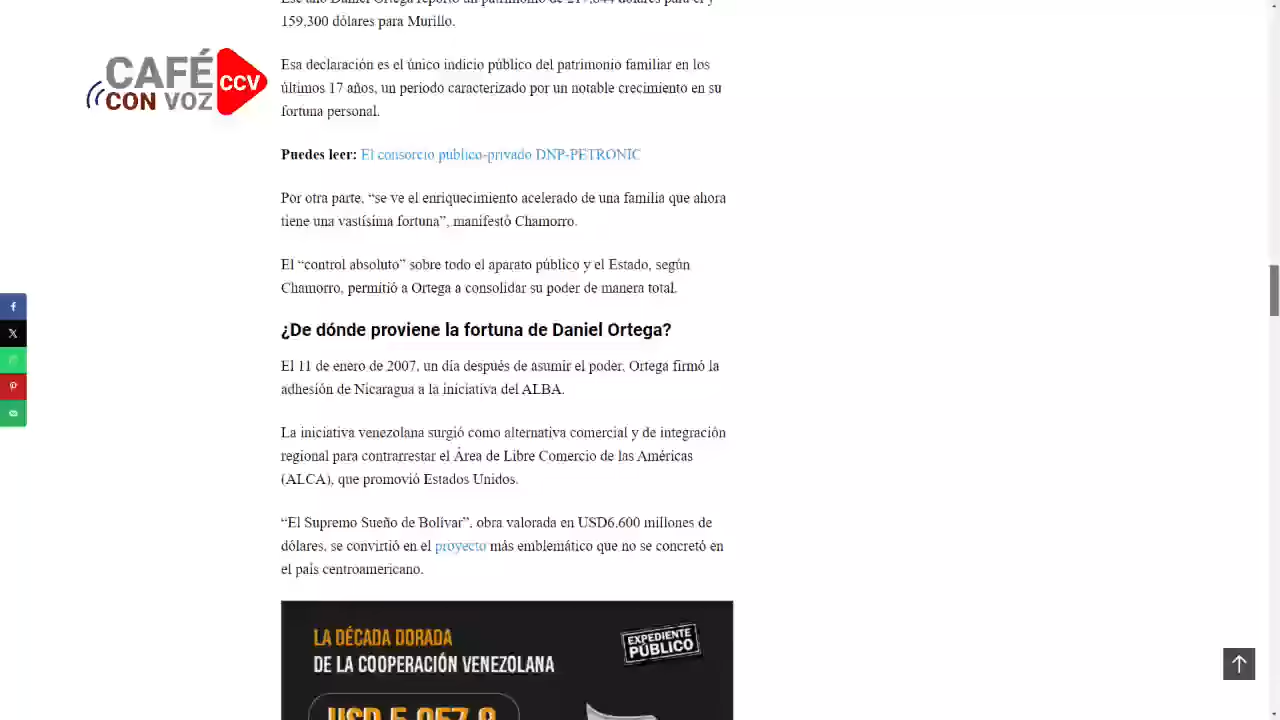 Ese año Daniel Ortega reportó un patrimonio de 217,844 dólares para él y
159,300 dólares para Murillo.
CAFÉ
CON VOZ
CCV
Esa declaración es el único indicio público del patrimonio familiar en los
últimos 17 años, un periodo caracterizado por un notable crecimiento en su
fortuna personal.
Puedes leer: El consorcio público-privado DNP-PETRONIC
Por otra parte, “se ve el enriquecimiento acelerado de una familia que ahora
tiene una vastísima fortuna”, manifestó Chamorro.
El “control absoluto” sobre todo el aparato público y el Estado, según
Chamorro, permitió a Ortega a consolidar su poder de manera total.
¿De dónde proviene la fortuna de Daniel Ortega?
El 11 de enero de 2007, un día después de asumir el poder, Ortega firmó la
adhesión de Nicaragua a la iniciativa del ALBA.
La iniciativa venezolana surgió como alternativa comercial y de integración
regional para contrarrestar el Área de Libre Comercio de las Américas
(ALCA), que promovió Estados Unidos.
“El Supremo Sueño de Bolívar”, obra valorada en USD6,600 millones de
dólares, se convirtió en el proyecto más emblemático que no se concretó en
el país centroamericano.
LA DÉCADA DORADA
DE LA COOPERACIÓN VENEZOLANA
EXPEDIENTE
PÚBLICO
USD 5,957.9